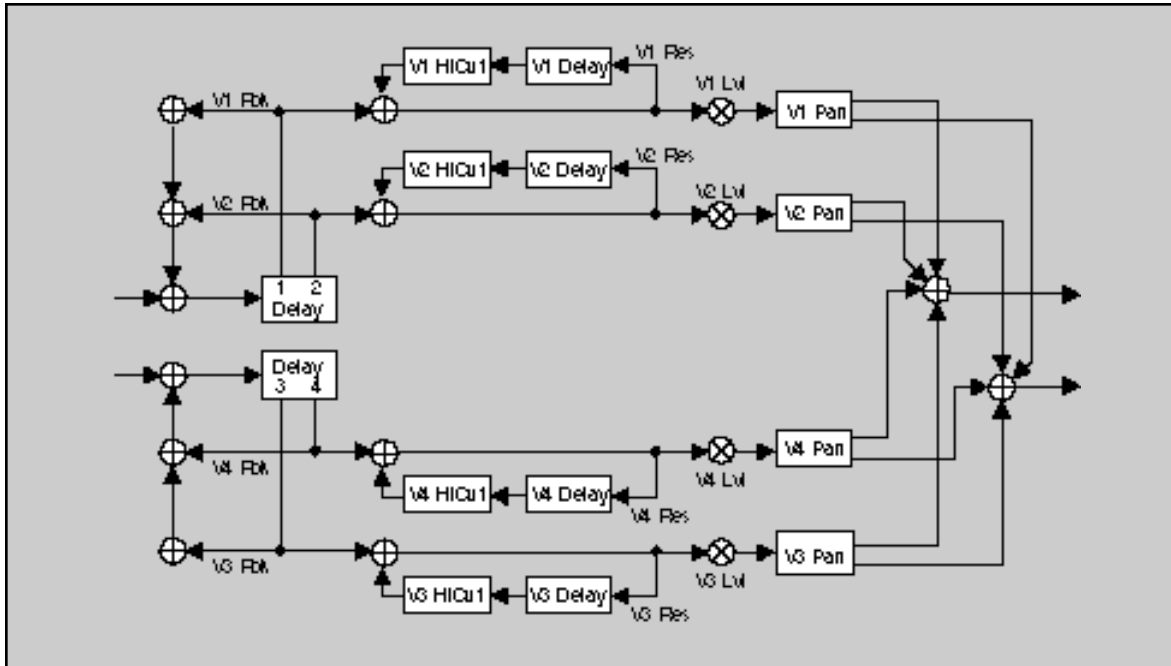 V1 HiCut
V1 Delay
V1 Res
V1 Fbk
V1 Lvl
V1 Pan
V2 HiCut
V2 Delay
V2 Res
V2 Fbk
V2 Lvl
V2 Pan
1 2
Delay
Delay
3 4
V4 Fbk
V4 HiCut
V4 Delay
V4 Res
V4 Lvl
V4 Pan
V3 Fbk
V3 HiCut
V3 Delay
V3 Res
V3 Lvl
V3 Pan